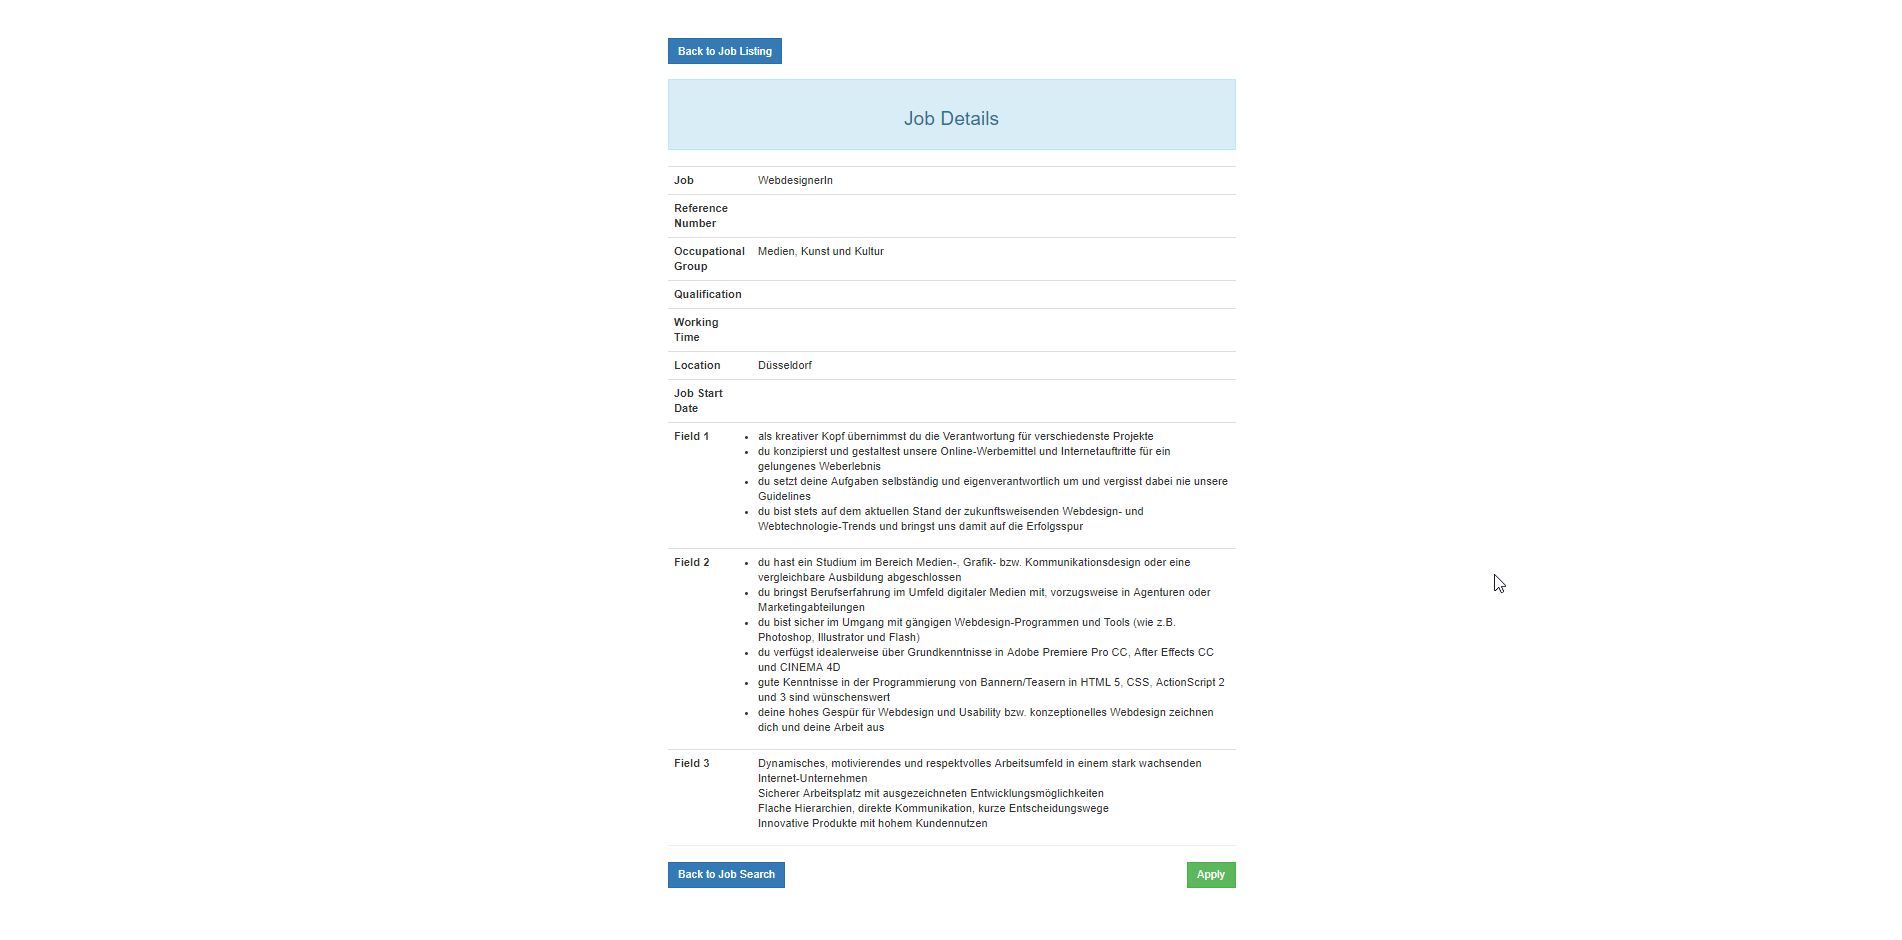 Back to Job Listing
Job Details
Job WebdesignerIn
Reference
Number
Occupational Medien, Kunst und Kultur
Group
Qualification
Working
Time
Location Düsseldorf
Job Start
Date
Field 1 • als kreativer Kopf übernimmst du die Verantwortung für verschiedenste Projekte
• du konzipierst und gestaltest unsere Online-Werbemittel und Internetauftritte für ein
gelungenes Weberlebnis
• du setzt deine Aufgaben selbständig und eigenverantwortlich um und vergisst dabei nie unsere
Guidelines
• du bist stets auf dem aktuellen Stand der zukunftsweisenden Webdesign- und
Webtechnologie-Trends und bringst uns damit auf die Erfolgsspur
Field 2 • du hast ein Studium im Bereich Medien-, Grafik- bzw. Kommunikationsdesign oder eine
vergleichbare Ausbildung abgeschlossen
• du bringst Berufserfahrung im Umfeld digitaler Medien mit, vorzugsweise in Agenturen oder
Marketingabteilungen
• du bist sicher im Umgang mit gängigen Webdesign-Programmen und Tools (wie z.B.
Photoshop, Illustrator und Flash)
• du verfügst idealerweise über Grundkenntnisse in Adobe Premiere Pro CC, After Effects CC
und CINEMA 4D
• gute Kenntnisse in der Programmierung von Bannern/Teasern in HTML 5, CSS, ActionScript 2
und 3 sind wünschenswert
• deine hohes Gespür für Webdesign und Usability bzw. konzeptionelles Webdesign zeichnen
dich und deine Arbeit aus
Field 3 Dynamisches, motivierendes und respektvolles Arbeitsumfeld in einem stark wachsenden
Internet-Unternehmen
Sicherer Arbeitsplatz mit ausgezeichneten Entwicklungsmöglichkeiten
Flache Hierarchien, direkte Kommunikation, kurze Entscheidungswege
Innovative Produkte mit hohem Kundennutzen
Back to Job Search Apply